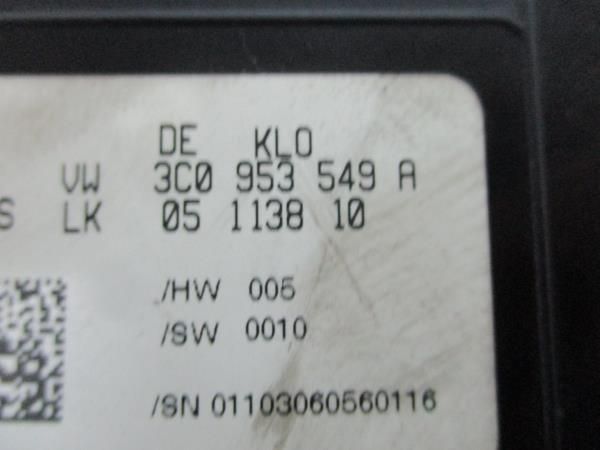 DE KLO
VW 3C0 953 549 A
S LK 05 1138 10
/HW 005
/SW 0010
/SN 01103060560116